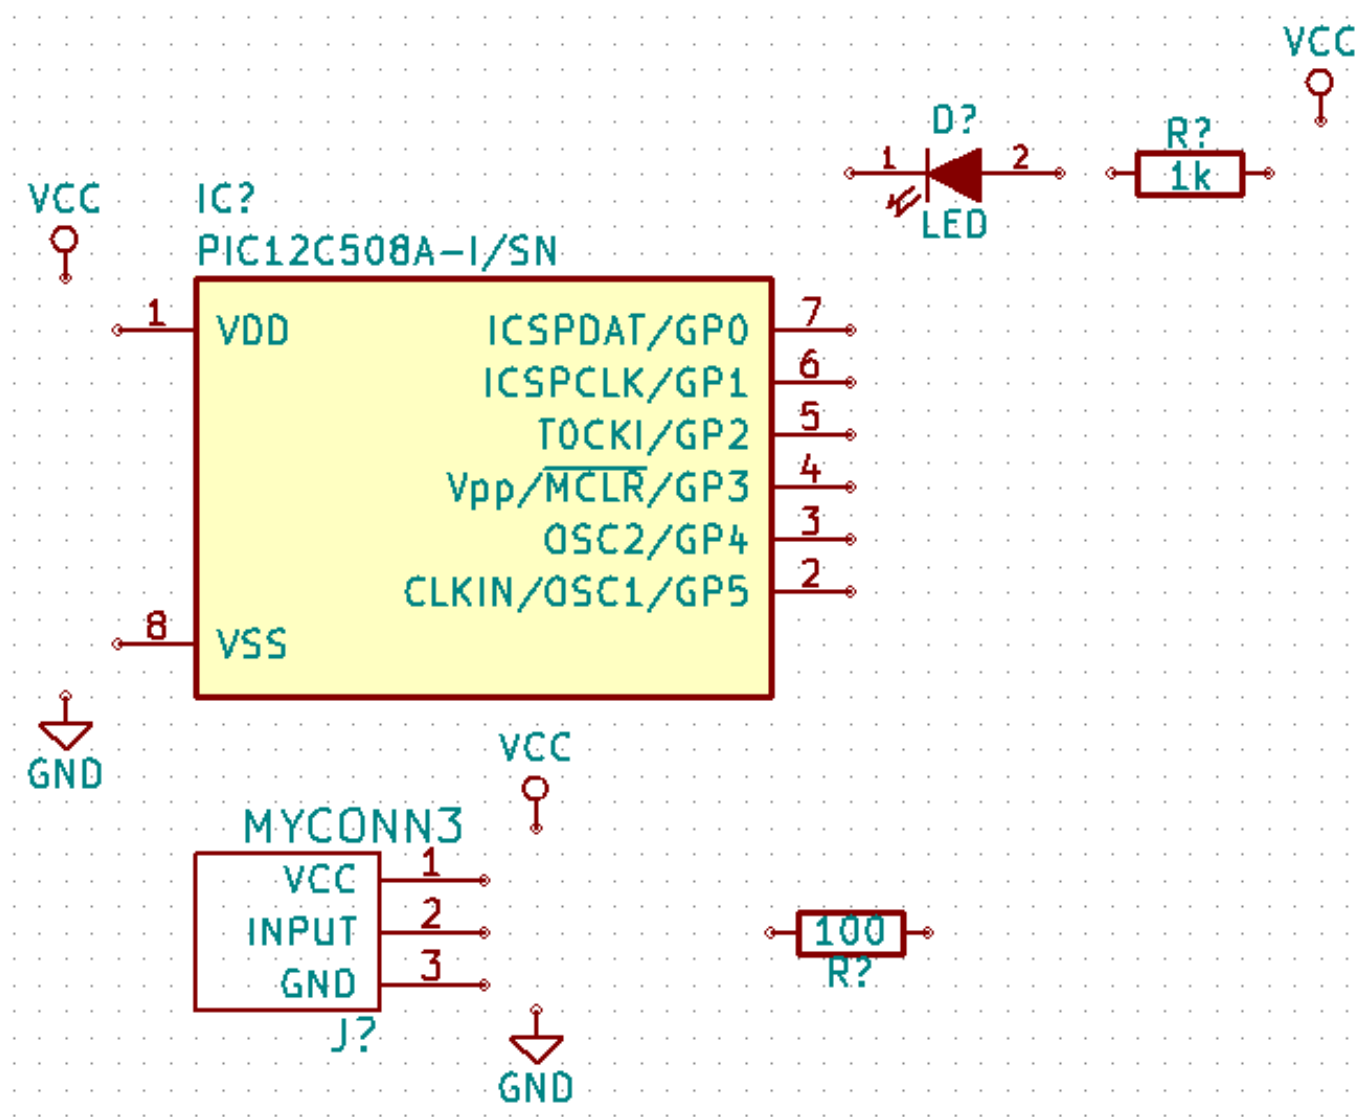 VCC
D?
1 2
LED
R?
1k
VCC
IC?
PIC12C508A-I/SN
1 VDD
ICSPDAT/GP0 7
ICSPCLK/GP1 6
T0CKI/GP2 5
Vpp/MCLR/GP3 4
OSC2/GP4 3
CLKIN/OSC1/GP5 2
8 VSS
GND
VCC
MYCONN3
VCC 1
INPUT 2
GND 3
J?
GND
100
R?